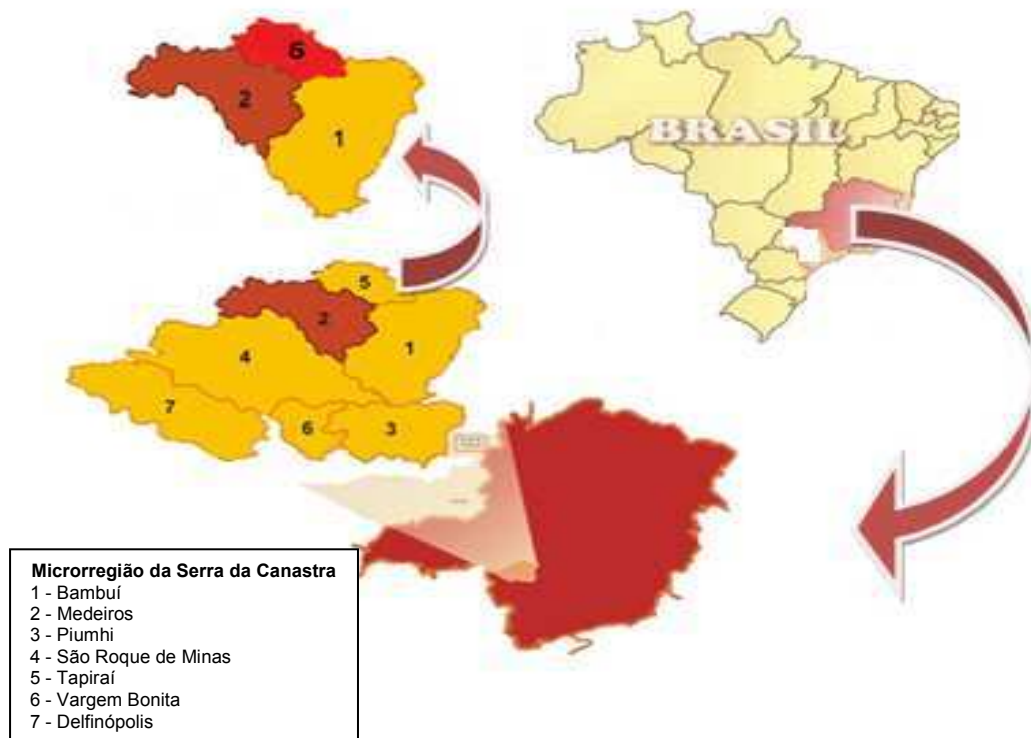 6
2
1
BRASIL
5
2
1
4
7
6
3
Microrregião da Serra da Canastra
1 - Bambuí
2 - Medeiros
3 - Piumhi
4 - São Roque de Minas
5 - Tapiraí
6 - Vargem Bonita
7 - Delfinópolis